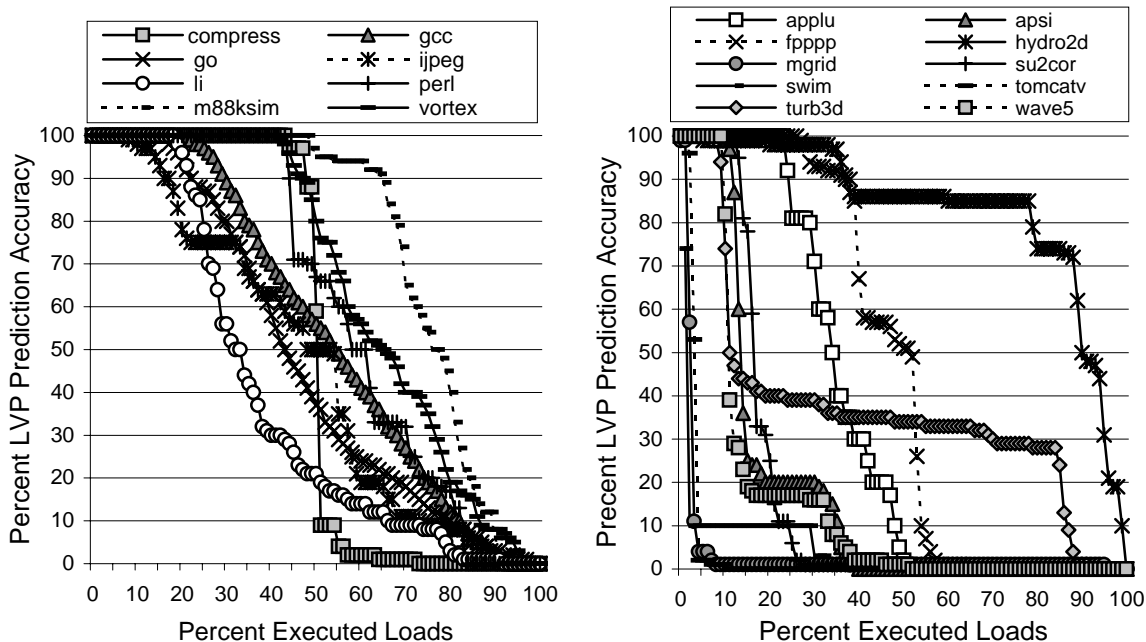 compress gcc
go ijpeg
li perl
m88ksim vortex
100
90
80
70
60
50
40
30
20
10
0
Percent LVP Prediction Accuracy
0 10 20 30 40 50 60 70 80 90 100
Percent Executed Loads
applu apsi
fpppp hydro2d
mgrid su2cor
swim tomcatv
turb3d wave5
100
90
80
70
60
50
40
30
20
10
0
Precent LVP Prediction Accuracy
0 10 20 30 40 50 60 70 80 90 100
Percent Executed Loads